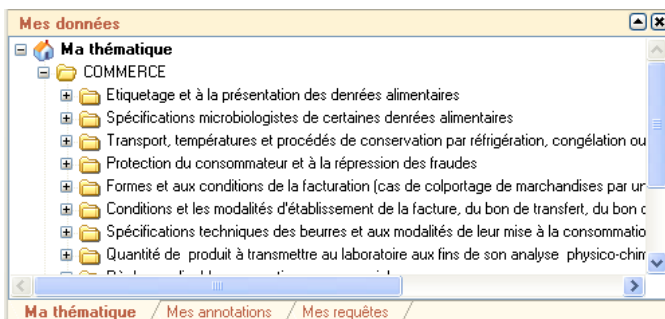 Mes données
Ma thématique
COMMERCE
Etiquetage et à la présentation des denrées alimentaires
Spécifications microbiologistes de certaines denrées alimentaires
Transport, températures et procédés de conservation par réfrigération, congélation ou
Protection du consommateur et à la répression des fraudes
Formes et aux conditions de la facturation (cas de colportage de marchandises par un
Conditions et les modalités d'établissement de la facture, du bon de transfert, du bon
Spécifications techniques des beurres et aux modalités de leur mise à la consommatio
Quantité de produit à transmettre au laboratoire aux fins de son analyse physico-chim
Ma thématique / Mes annotations / Mes requêtes /